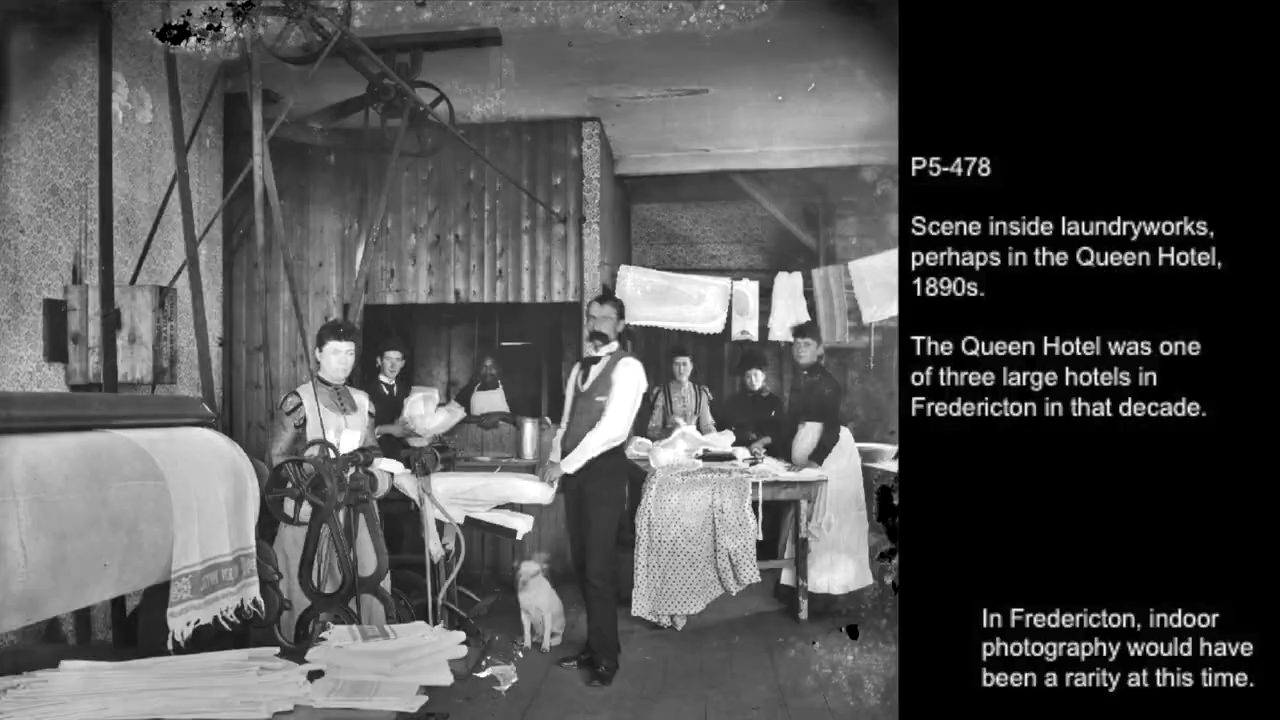 P5-478
Scene inside laundryworks,
perhaps in the Queen Hotel,
1890s.
The Queen Hotel was one
of three large hotels in
Fredericton in that decade.
In Fredericton, indoor
photography would have
been a rarity at this time.